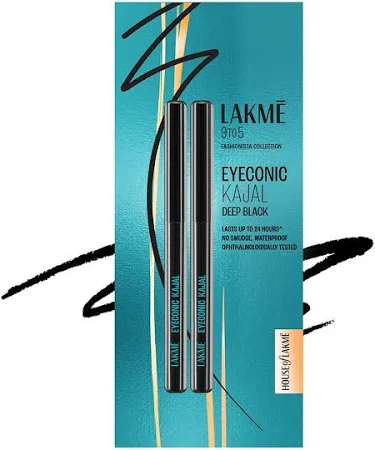 LAKMĒ
9TO5
FASHIONISTA COLLECTION
EYECONIC
KAJAL
DEEP BLACK
LASTS UP TO 24 HOURS^
NO SMUDGE, WATERPROOF
OPHTHALMOLOGICALLY TESTED
LAKMĒ EYECONIC KAJAL
LAKMĒ EYECONIC KAJAL
HOUSE of LAKMĒ